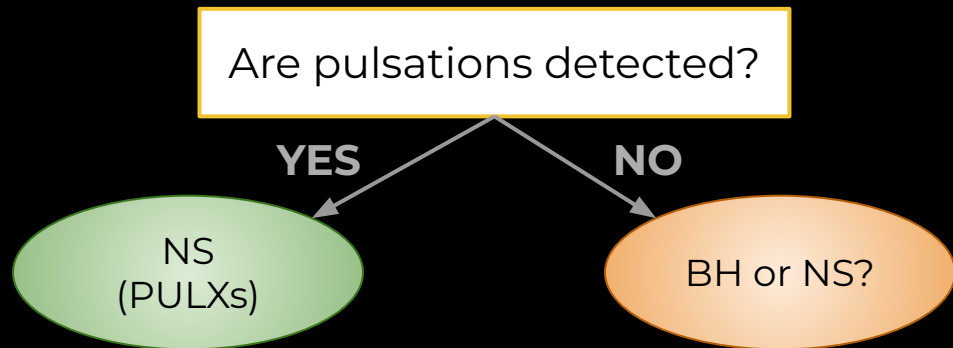 Are pulsations detected?
YES
NO
NS
(PULXs)
BH or NS?